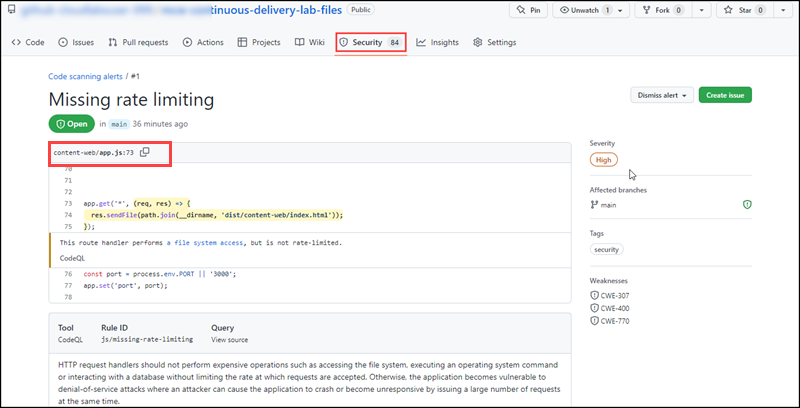 tinuous-delivery-lab-files Public
Pin Unwatch 1 Fork 0 Star 0
Code Issues Pull requests Actions Projects Wiki Security 84 Insights Settings
Code scanning alerts / #1
Missing rate limiting
Dismiss alert Create issue
Open in main 36 minutes ago
content-web/app.js:73
70
71
72
73 app.get('*', (req, res) => {
74 res.sendFile(path.join(__dirname, 'dist/content-web/index.html'));
75 });
This route handler performs a file system access, but is not rate-limited.
CodeQL
76 const port = process.env.PORT || '3000';
77 app.set('port', port);
78
Severity
High
Affected branches
main
Tags
security
Weaknesses
CWE-307
CWE-400
CWE-770
Tool Rule ID Query
CodeQL js/missing-rate-limiting View source
HTTP request handlers should not perform expensive operations such as accessing the file system, executing an operating system command
or interacting with a database without limiting the rate at which requests are accepted. Otherwise, the application becomes vulnerable to
denial-of-service attacks where an attacker can cause the application to crash or become unresponsive by issuing a large number of requests
at the same time.